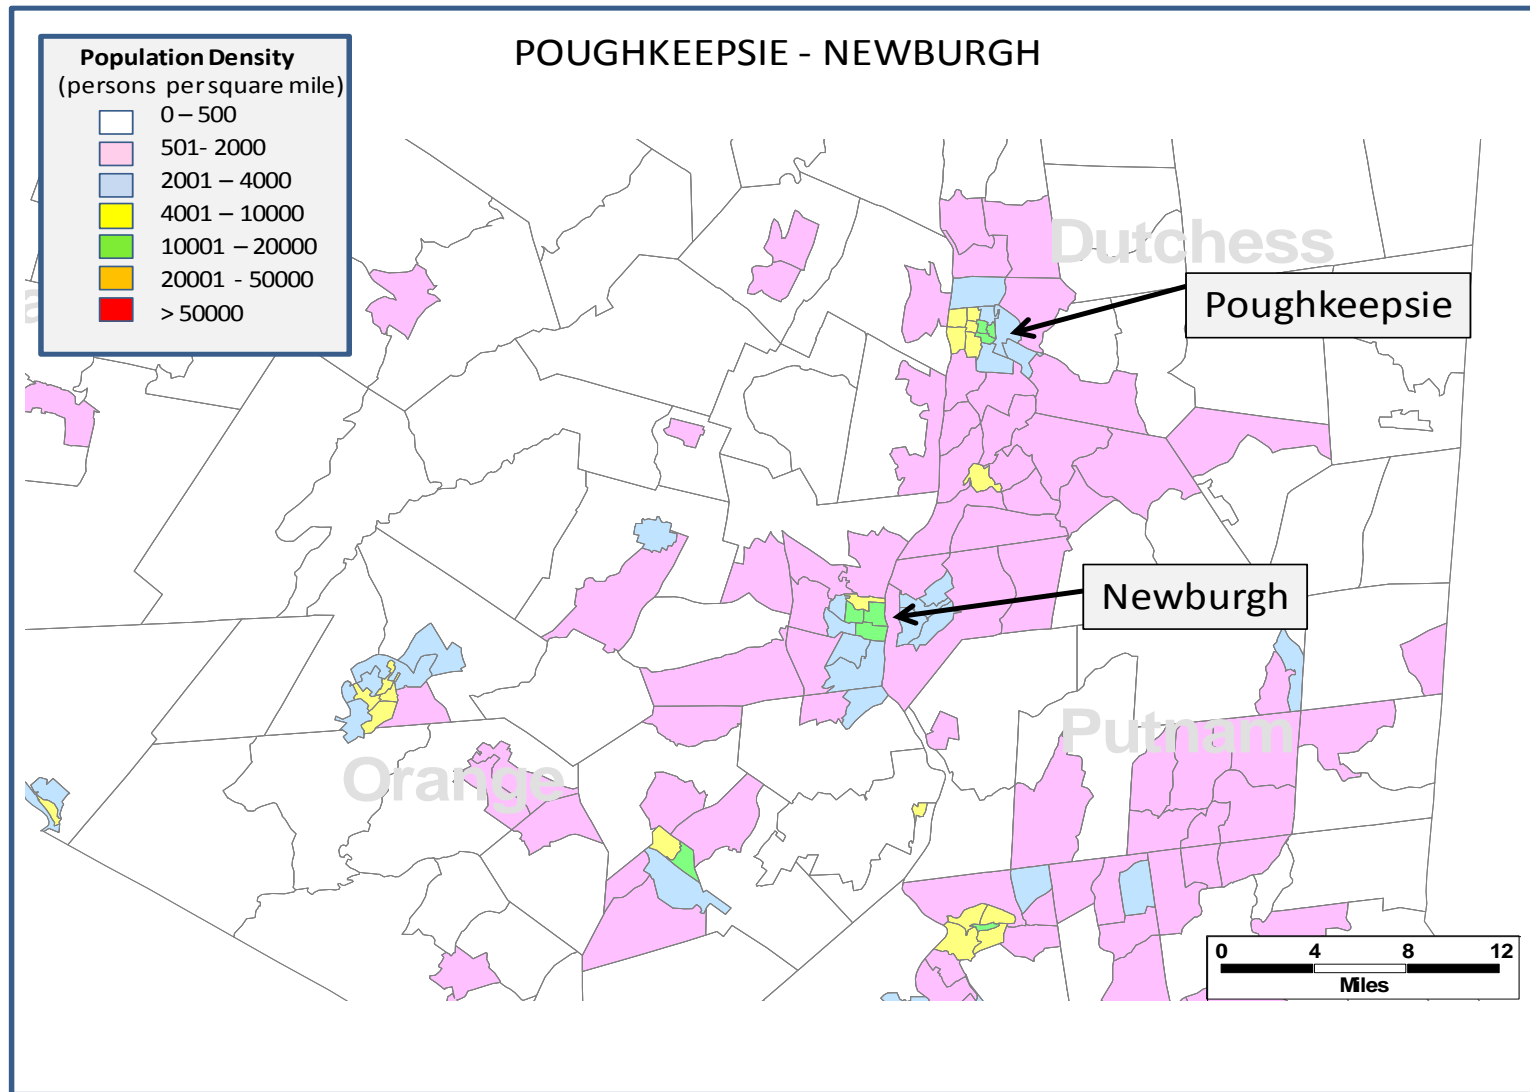 POUGHKEEPSIE - NEWBURGH
Population Density
(persons per square mile)
0 – 500
501- 2000
2001 – 4000
4001 – 10000
10001 – 20000
20001 - 50000
> 50000
Dutchess
Poughkeepsie
Newburgh
Putnam
Orange
0 4 8 12
Miles